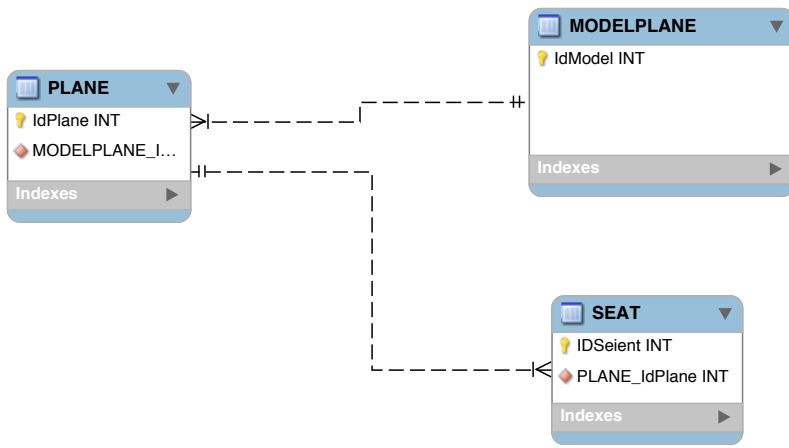 PLANE
IdPlane INT
MODELPLANE_I...
Indexes
MODELPLANE
IdModel INT
Indexes
SEAT
IDSeient INT
PLANE_IdPlane INT
Indexes